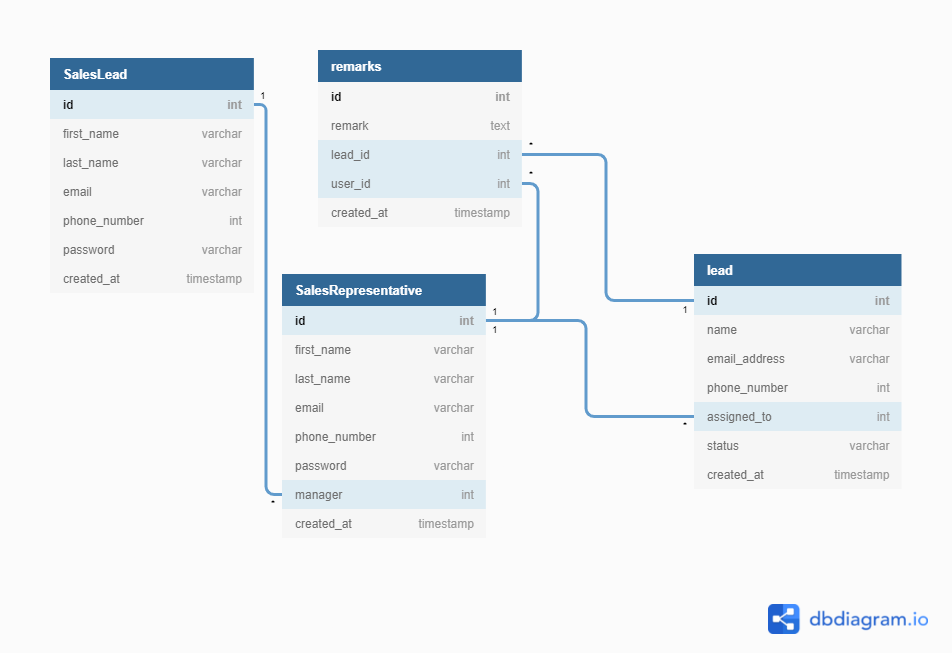 SalesLead
id int
first_name varchar
last_name varchar
email varchar
phone_number int
password varchar
created_at timestamp
1
remarks
id int
remark text
lead_id int
user_id int
created_at timestamp
*
*
SalesRepresentative
id int
first_name varchar
last_name varchar
email varchar
phone_number int
password varchar
manager int
created_at timestamp
1
1
*
lead
id int
name varchar
email_address varchar
phone_number int
assigned_to int
status varchar
created_at timestamp
1
*
dbdiagram.io